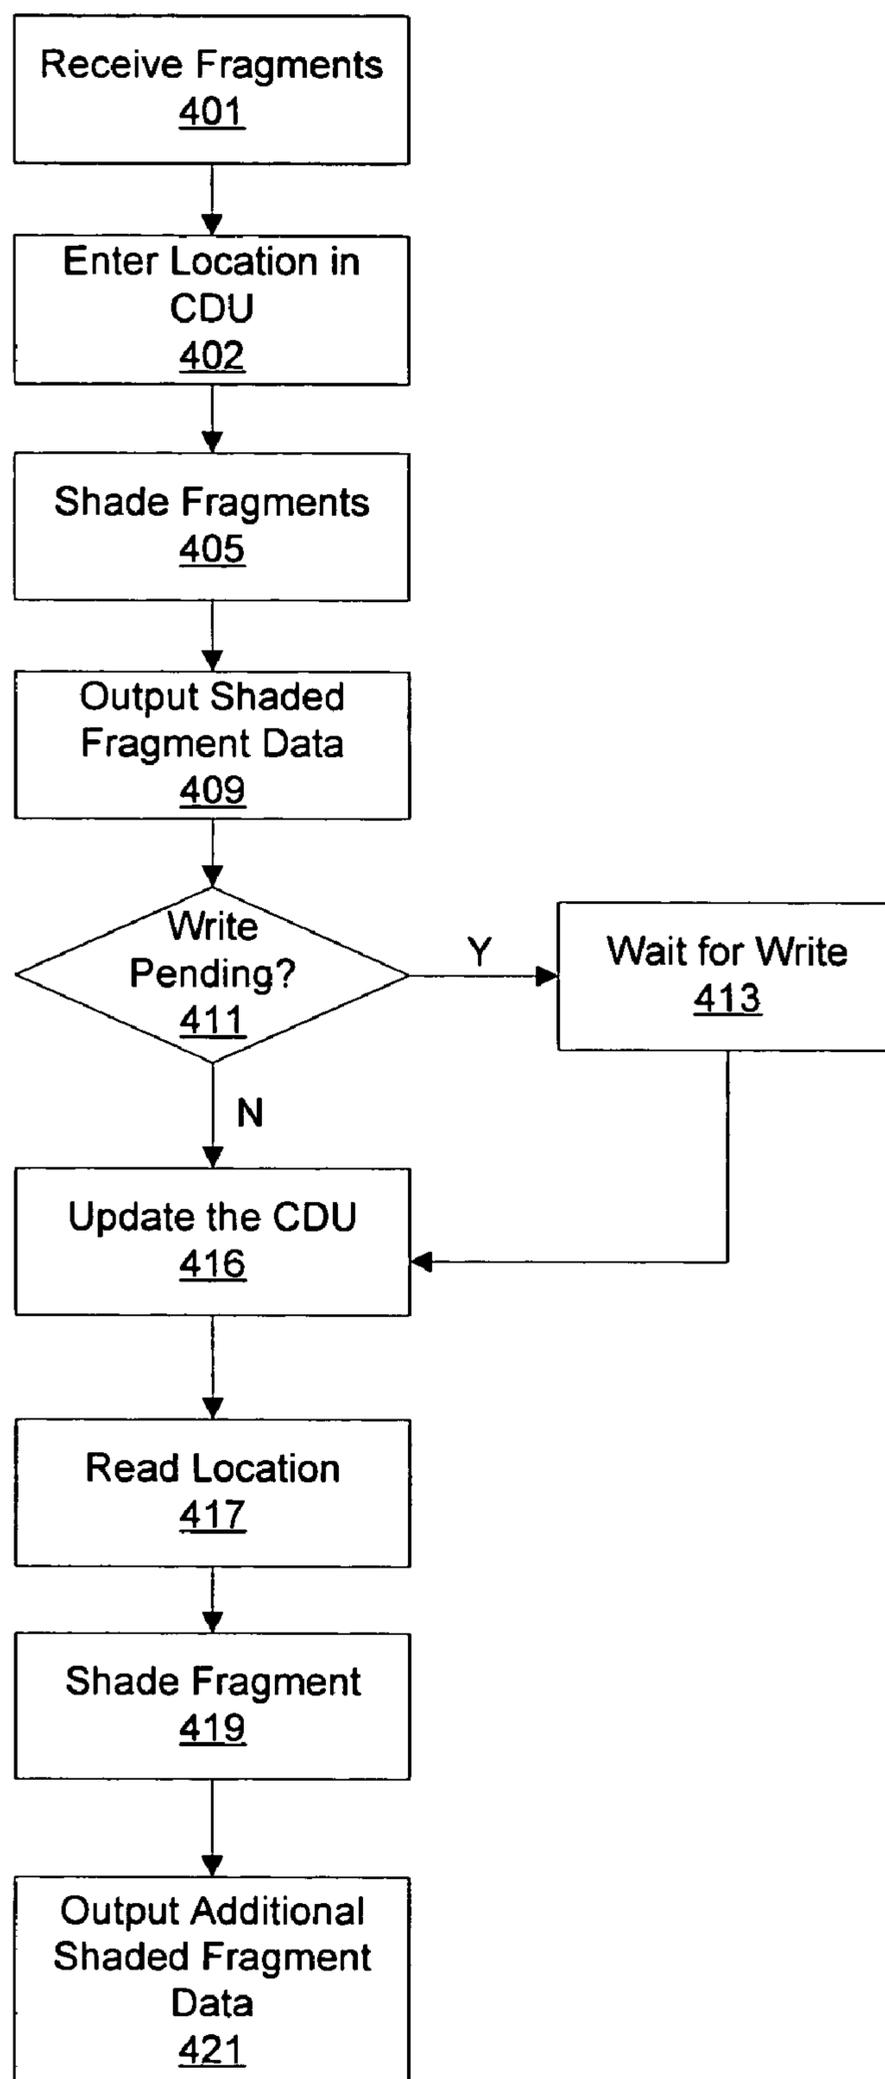 Receive Fragments
401
Enter Location in
CDU
402
Shade Fragments
405
Output Shaded
Fragment Data
409
Write
Pending?
411
Y
Wait for Write
413
N
Update the CDU
416
Read Location
417
Shade Fragment
419
Output Additional
Shaded Fragment
Data
421